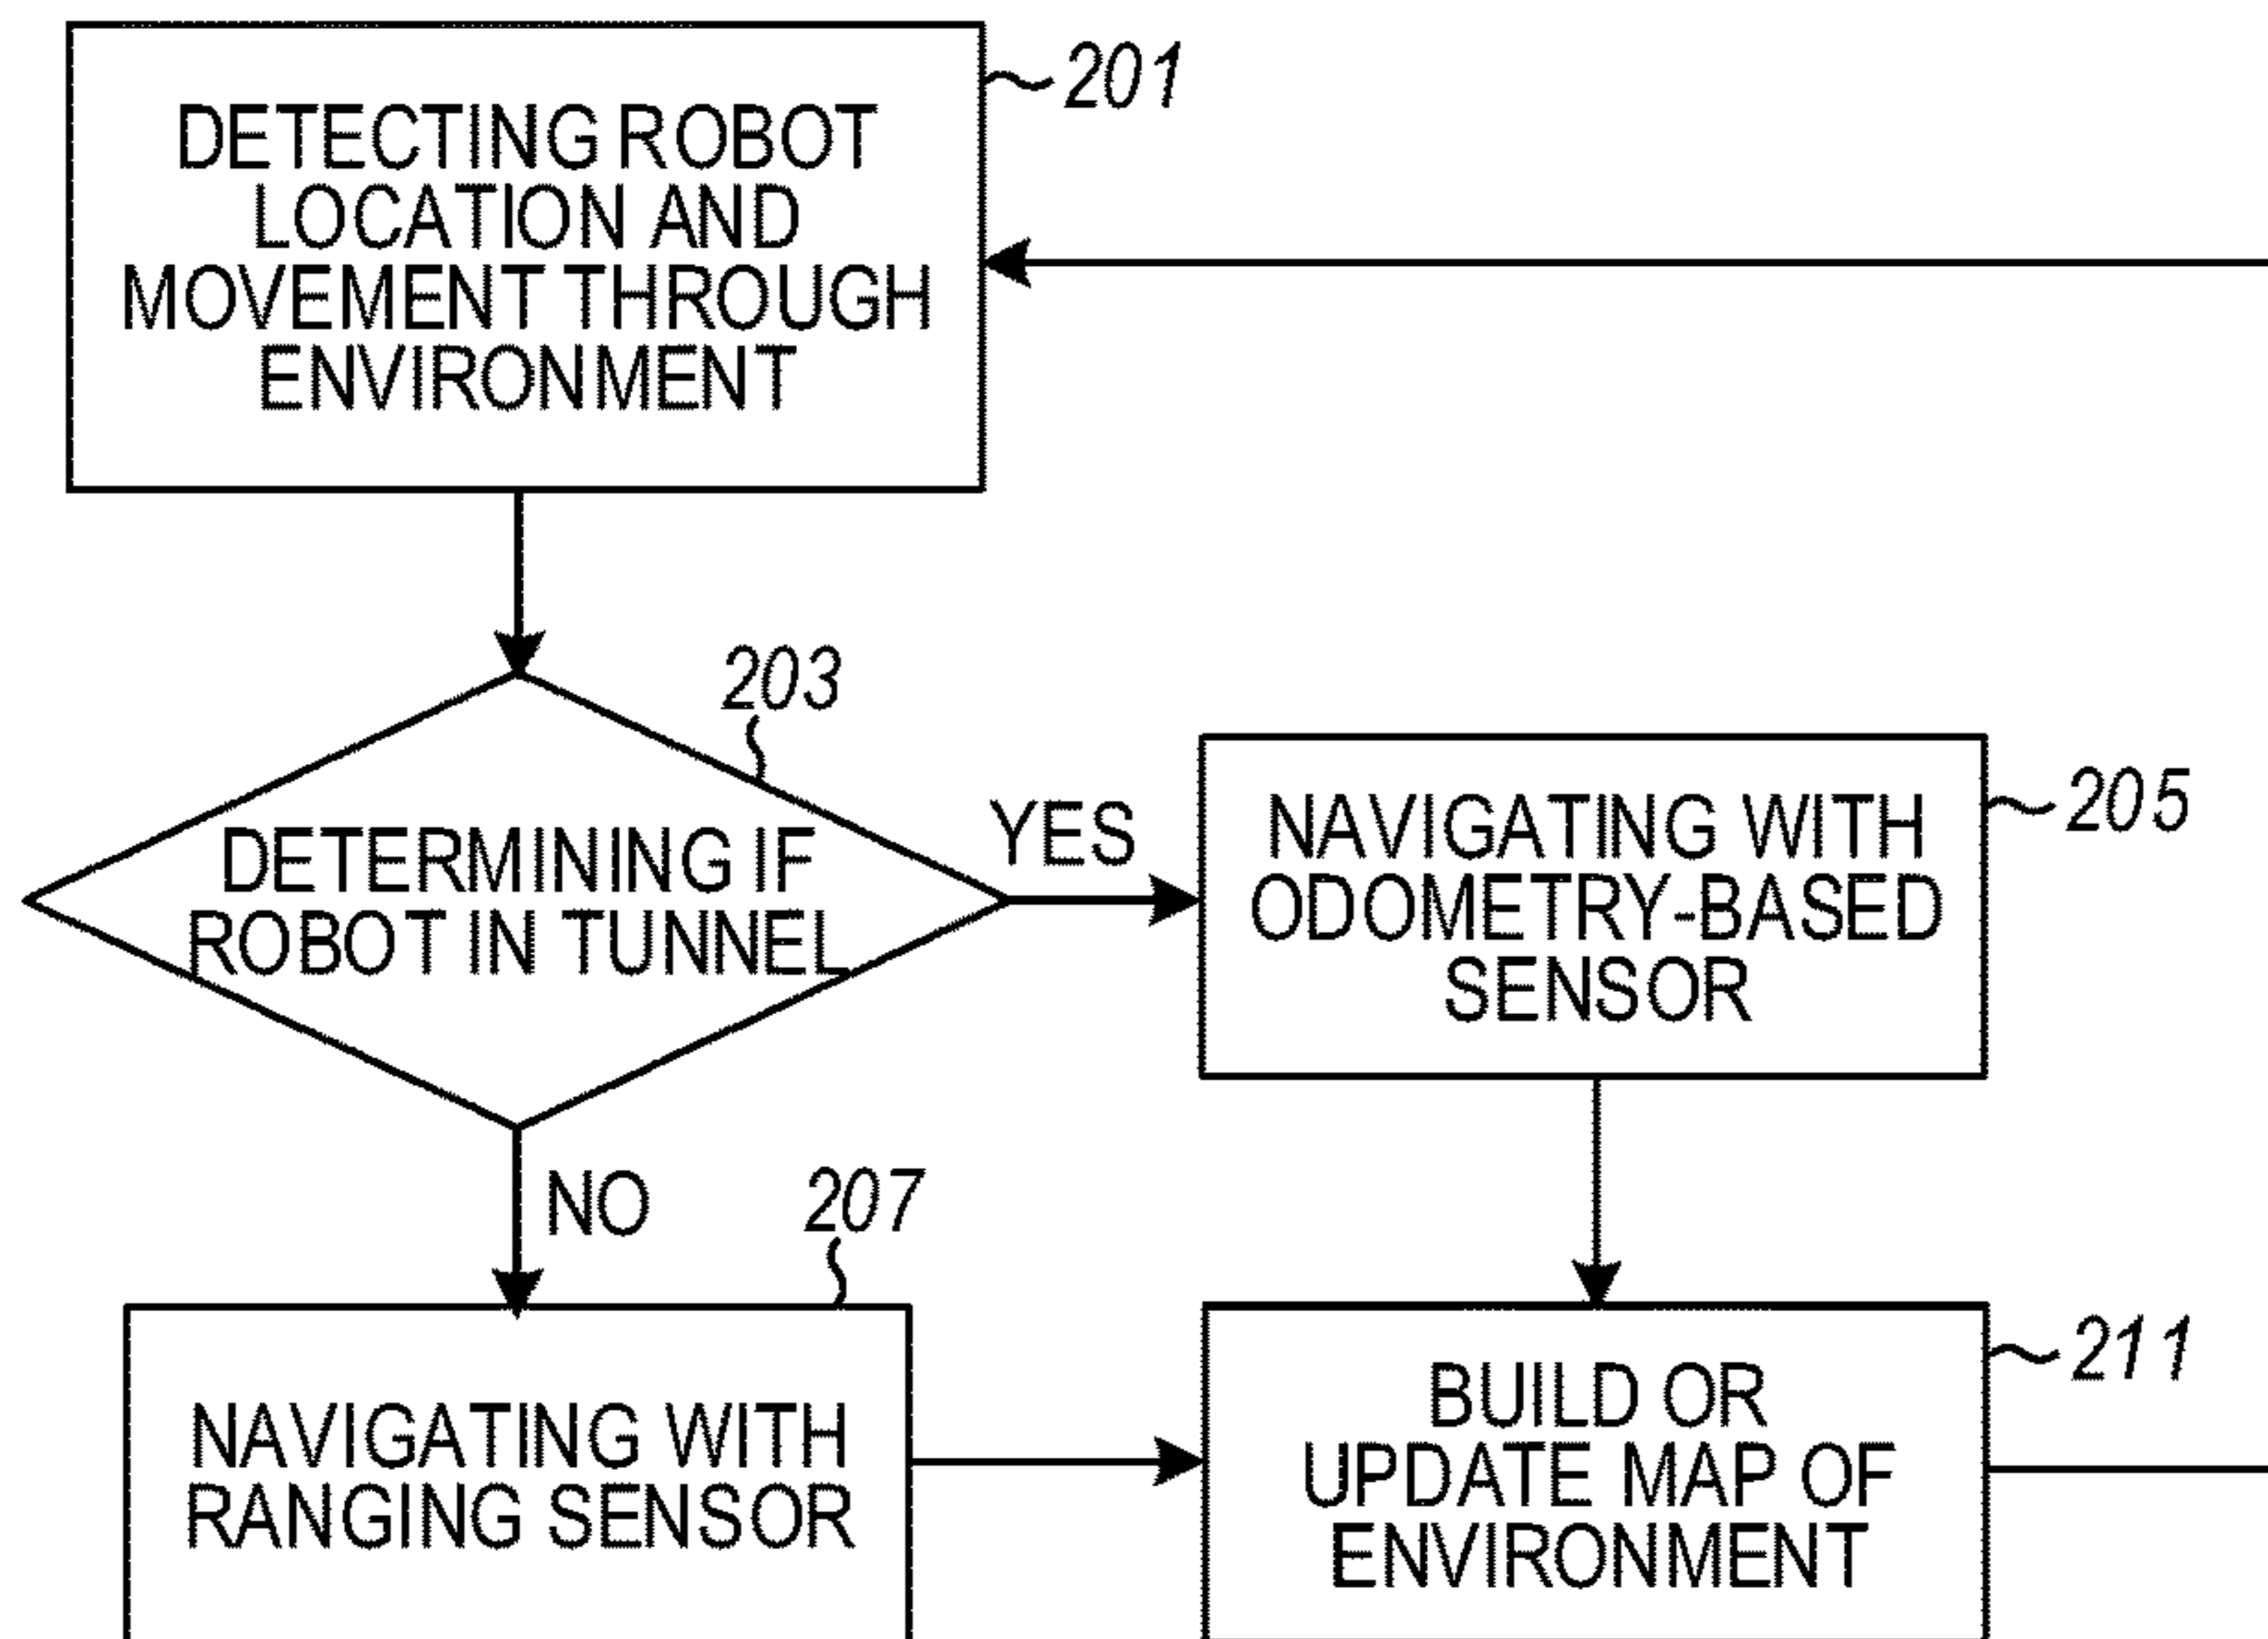 201
DETECTING ROBOT
LOCATION AND
MOVEMENT THROUGH
ENVIRONMENT
203
DETERMINING IF
ROBOT IN TUNNEL
YES
205
NAVIGATING WITH
ODOMETRY-BASED
SENSOR
NO
207
NAVIGATING WITH
RANGING SENSOR
211
BUILD OR
UPDATE MAP OF
ENVIRONMENT